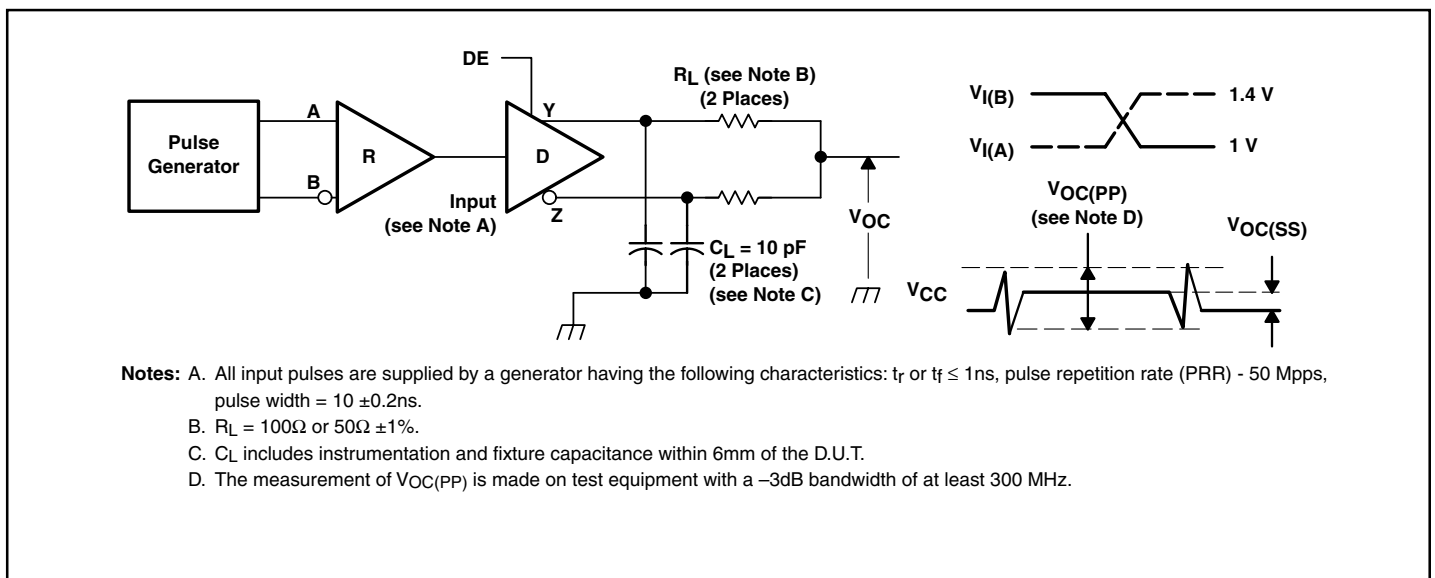 DE
RL (see Note B)
(2 Places)
Pulse
Generator
A
B
R
D
Y
Z
Input
(see Note A)
CL = 10 pF
(2 Places)
(see Note C)
VOC
VI(B)
VI(A)
1.4 V
1 V
VOC(PP)
(see Note D)
VOC(SS)
VCC
Notes: A. All input pulses are supplied by a generator having the following characteristics: tr or tf ≤ 1ns, pulse repetition rate (PRR) - 50 Mpps,
pulse width = 10 ±0.2ns.
B. RL = 100Ω or 50Ω ±1%.
C. CL includes instrumentation and fixture capacitance within 6mm of the D.U.T.
D. The measurement of VOC(PP) is made on test equipment with a –3dB bandwidth of at least 300 MHz.